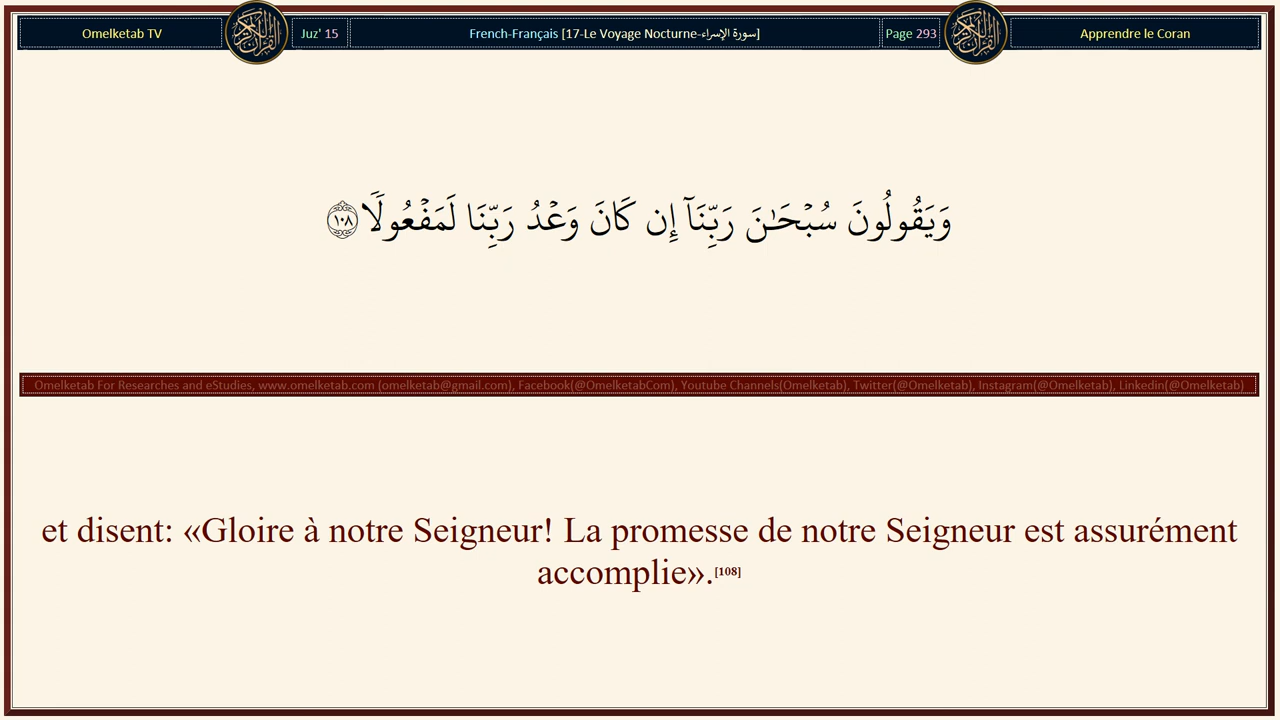 Omelketab TV
Juz' 15
French-Français [17-Le Voyage Nocturne-سورة الإسراء]
Page 293
Apprendre le Coran
وَيَقُولُونَ سُبْحَـٰنَ رَبِّنَآ إِن كَانَ وَعْدُ رَبِّنَا لَمَفْعُولًا ١٠٨
Omelketab For Researches and eStudies, www.omelketab.com (omelketab@gmail.com), Facebook(@OmelketabCom), Youtube Channels(Omelketab), Twitter(@Omelketab), Instagram(@Omelketab), Linkedin(@Omelketab)
et disent: «Gloire à notre Seigneur! La promesse de notre Seigneur est assurément
accomplie».[108]